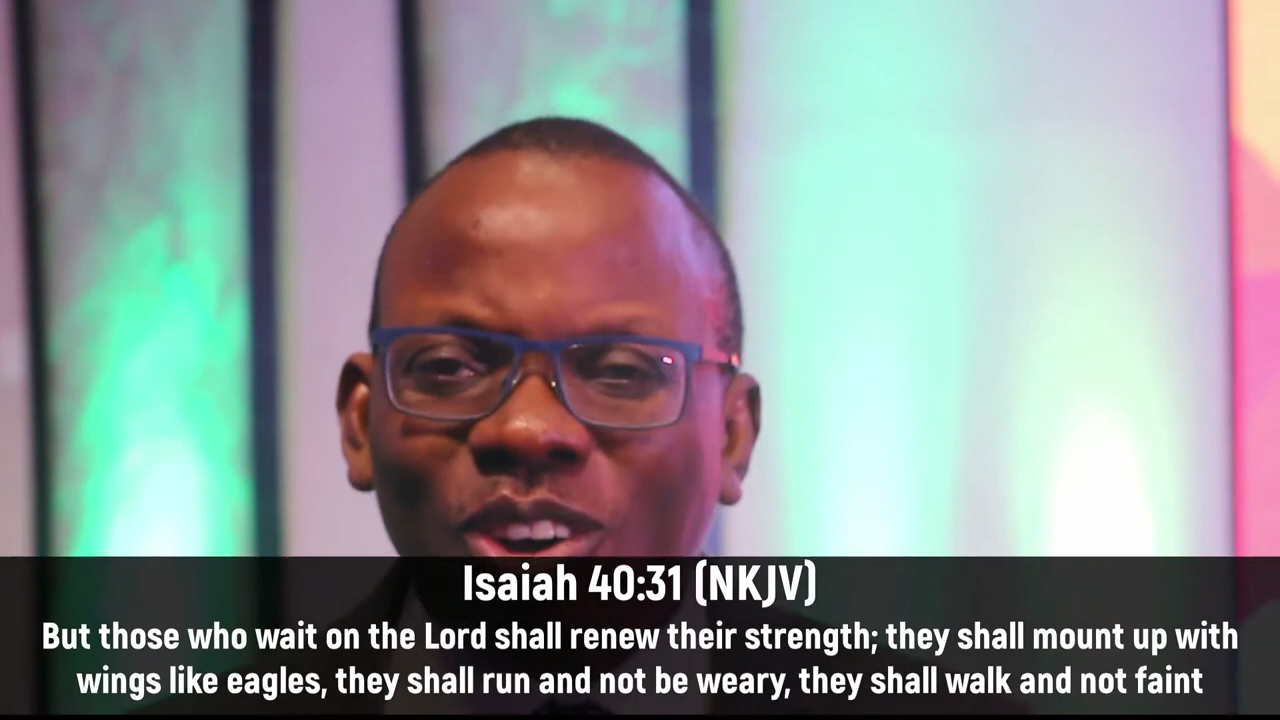 Isaiah 40:31 (NKJV)
But those who wait on the Lord shall renew their strength; they shall mount up with
wings like eagles, they shall run and not be weary, they shall walk and not faint